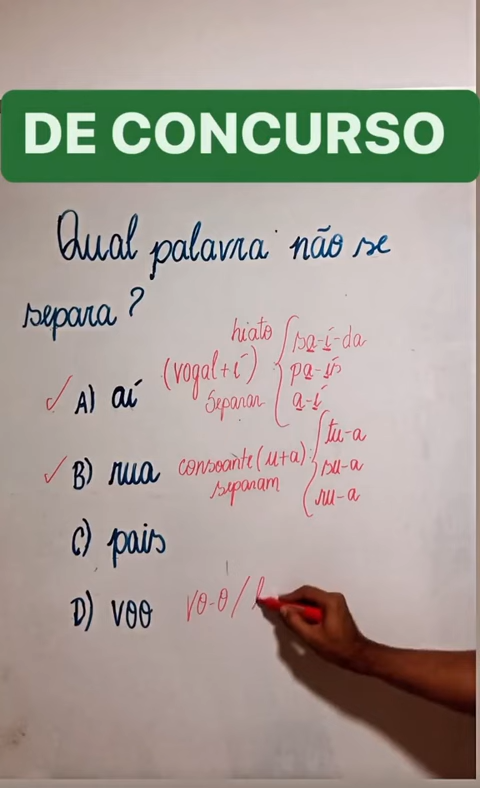 DE CONCURSO
Qual palavra não se
separa?
A) aí
(vogal + í)
hiato
separar
sa-í-da
pa-ís
a-í
B) rua
consoante (u+a)
separam
tu-a
su-a
ru-a
C) pais
D) voo
vo-o/